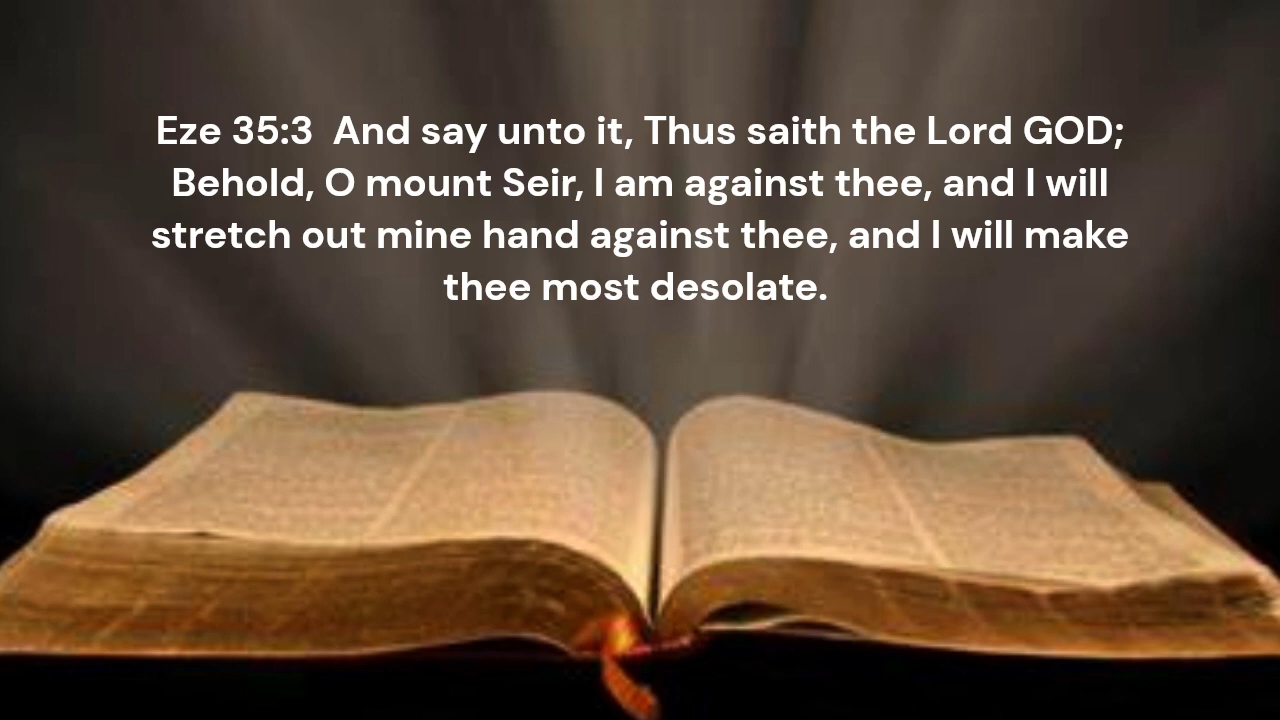 Eze 35:3  And say unto it, Thus saith the Lord GOD;
Behold, O mount Seir, I am against thee, and I will
stretch out mine hand against thee, and I will make
thee most desolate.